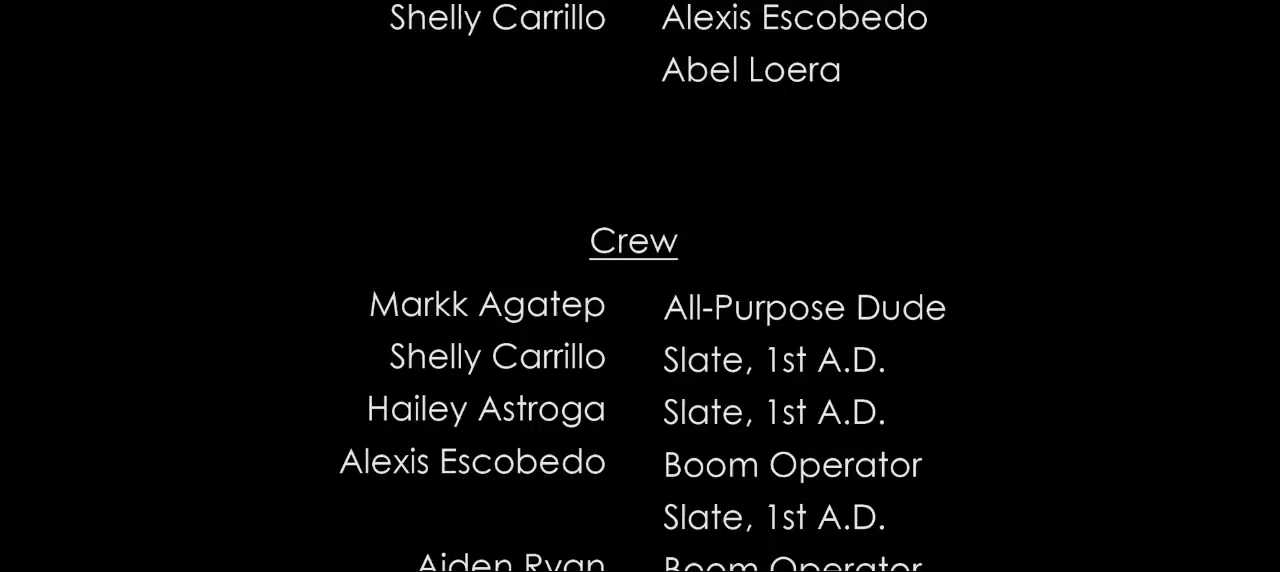 Shelly Carrillo Alexis Escobedo
Abel Loera
Crew
Markk Agatep All-Purpose Dude
Shelly Carrillo Slate, 1st A.D.
Hailey Astroga Slate, 1st A.D.
Alexis Escobedo Boom Operator
Slate, 1st A.D.
Aiden Ryan Boom Operator